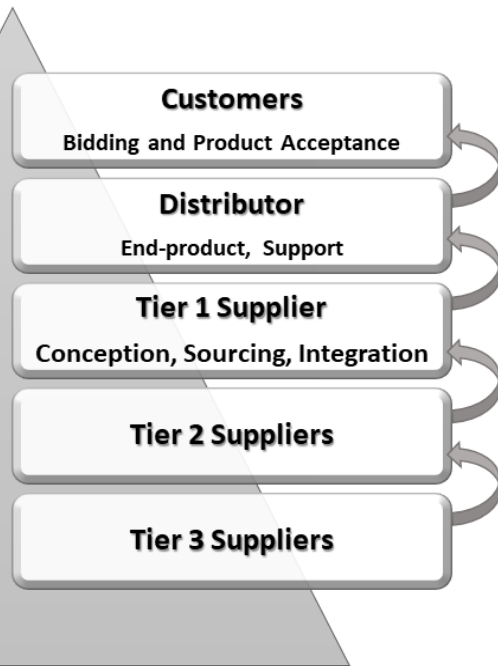 Customers
Bidding and Product Acceptance
Distributor
End-product, Support
Tier 1 Supplier
Conception, Sourcing, Integration
Tier 2 Suppliers
Tier 3 Suppliers